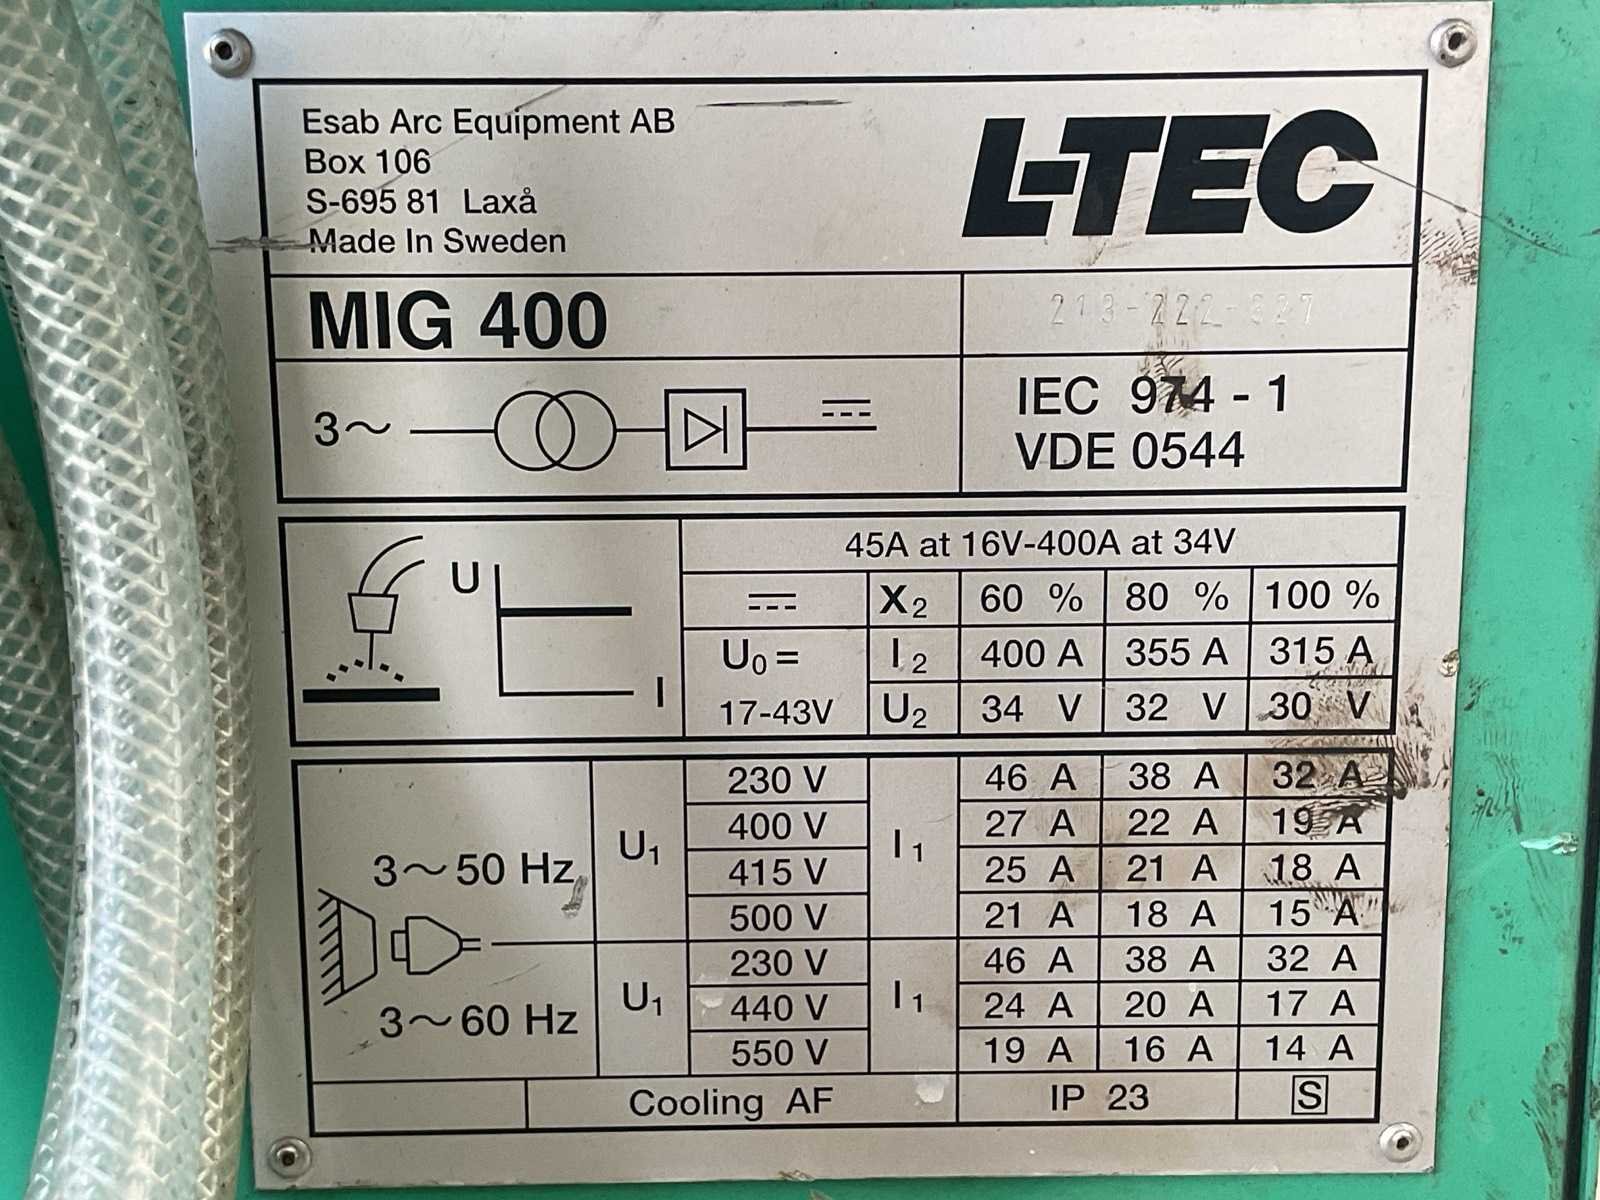 Esab Arc Equipment AB
Box 106
S-695 81 Laxå
Made In Sweden
L-TEC
MIG 400
213-222-327
3~
IEC 974-1
VDE 0544
U
I
45A at 16V-400A at 34V
X2 60 % 80 % 100 %
U0= I2 400 A 355 A 315 A
17-43V U2 34 V 32 V 30 V
3~50 Hz U1 I1
230 V 46 A 38 A 32 A
400 V 27 A 22 A 19 A
415 V 25 A 21 A 18 A
500 V 21 A 18 A 15 A
3~60 Hz U1 I1
230 V 46 A 38 A 32 A
440 V 24 A 20 A 17 A
550 V 19 A 16 A 14 A
Cooling AF IP 23 S